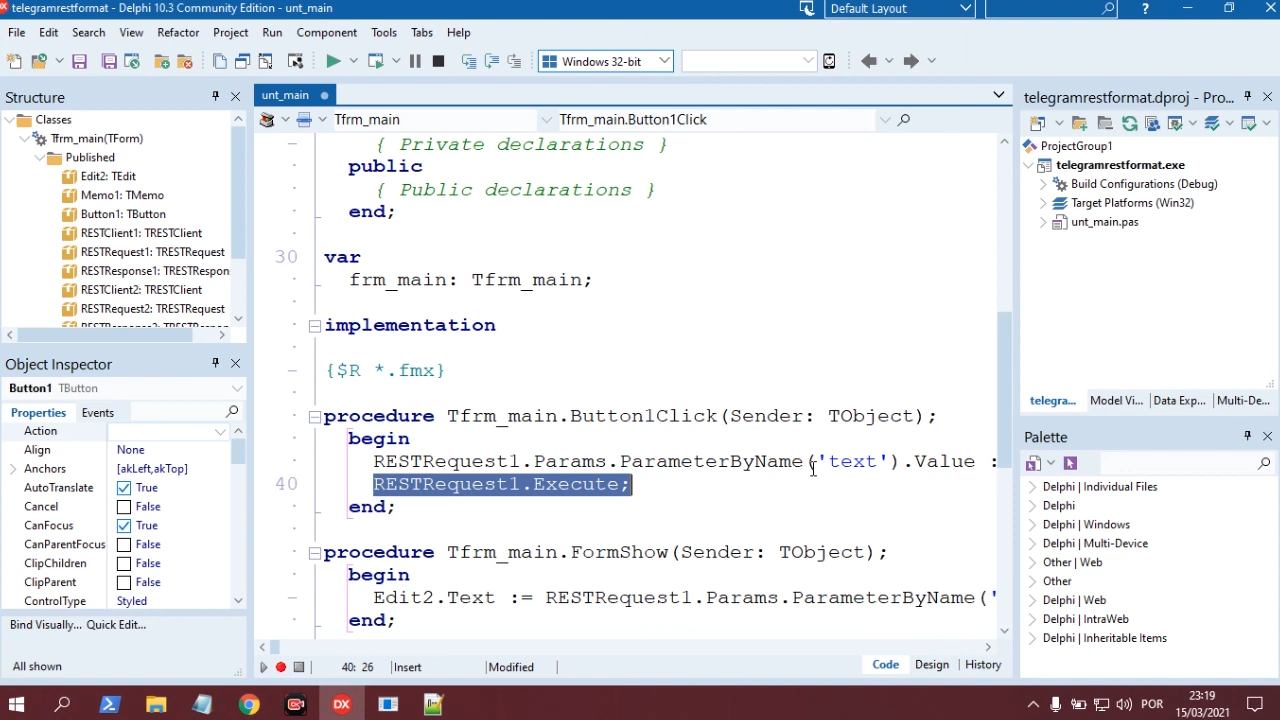 telegramrestformat - Delphi 10.3 Community Edition - unt_main
Default Layout
File Edit Search View Refactor Project Run Component Tools Tabs Help
Windows 32-bit
Structure
Classes
Tfrm_main(TForm)
Published
Edit2: TEdit
Memo1: TMemo
Button1: TButton
RESTClient1: TRESTClient
RESTRequest1: TRESTRequest
RESTResponse1: TRESTRespon
RESTClient2: TRESTClient
RESTRequest2: TRESTRequest
Object Inspector
Button1 TButton
Properties Events
Action
Align None
Anchors [akLeft,akTop]
AutoTranslate True
Cancel False
CanFocus True
CanParentFocus False
ClipChildren False
ClipParent False
ControlType Styled
Bind Visually... Quick Edit...
All shown
unt_main
Tfrm_main Tfrm_main.Button1Click
{ Private declarations }
public
{ Public declarations }
end;
30 var
frm_main: Tfrm_main;
implementation
{$R *.fmx}
procedure Tfrm_main.Button1Click(Sender: TObject);
begin
RESTRequest1.Params.ParameterByName('text').Value :
40 RESTRequest1.Execute;
end;
procedure Tfrm_main.FormShow(Sender: TObject);
begin
Edit2.Text := RESTRequest1.Params.ParameterByName('
end;
40: 26 Insert Modified Code Design History
telegramrestformat.dproj - Pro...
ProjectGroup1
telegramrestformat.exe
Build Configurations (Debug)
Target Platforms (Win32)
unt_main.pas
telegra... Model Vi... Data Exp... Multi-De...
Palette
Delphi | Individual Files
Delphi
Delphi | Windows
Delphi | Multi-Device
Other | Web
Other
Delphi | Web
Delphi | IntraWeb
Delphi | Inheritable Items
DX
POR
23:19
15/03/2021